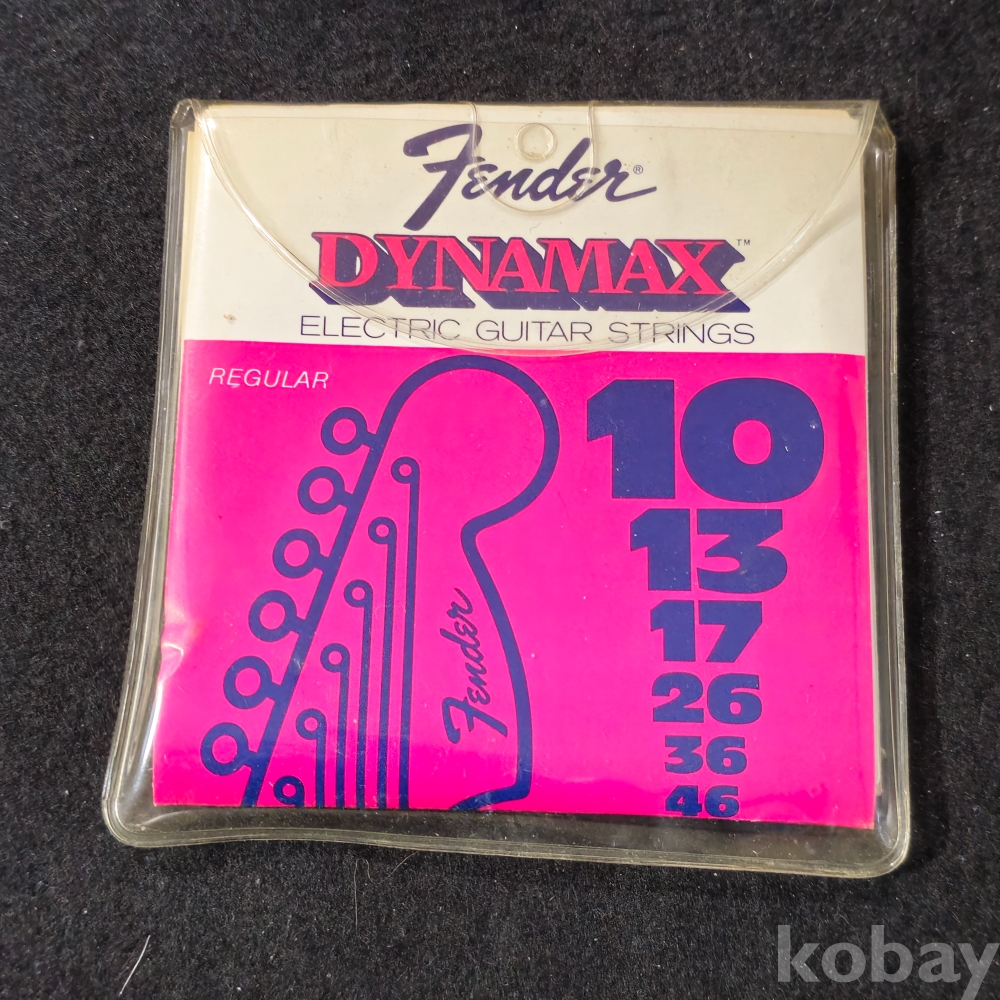 Fender®
DYNAMAX™
ELECTRIC GUITAR STRINGS
REGULAR
10
13
17
26
36
46
Fender
kobay